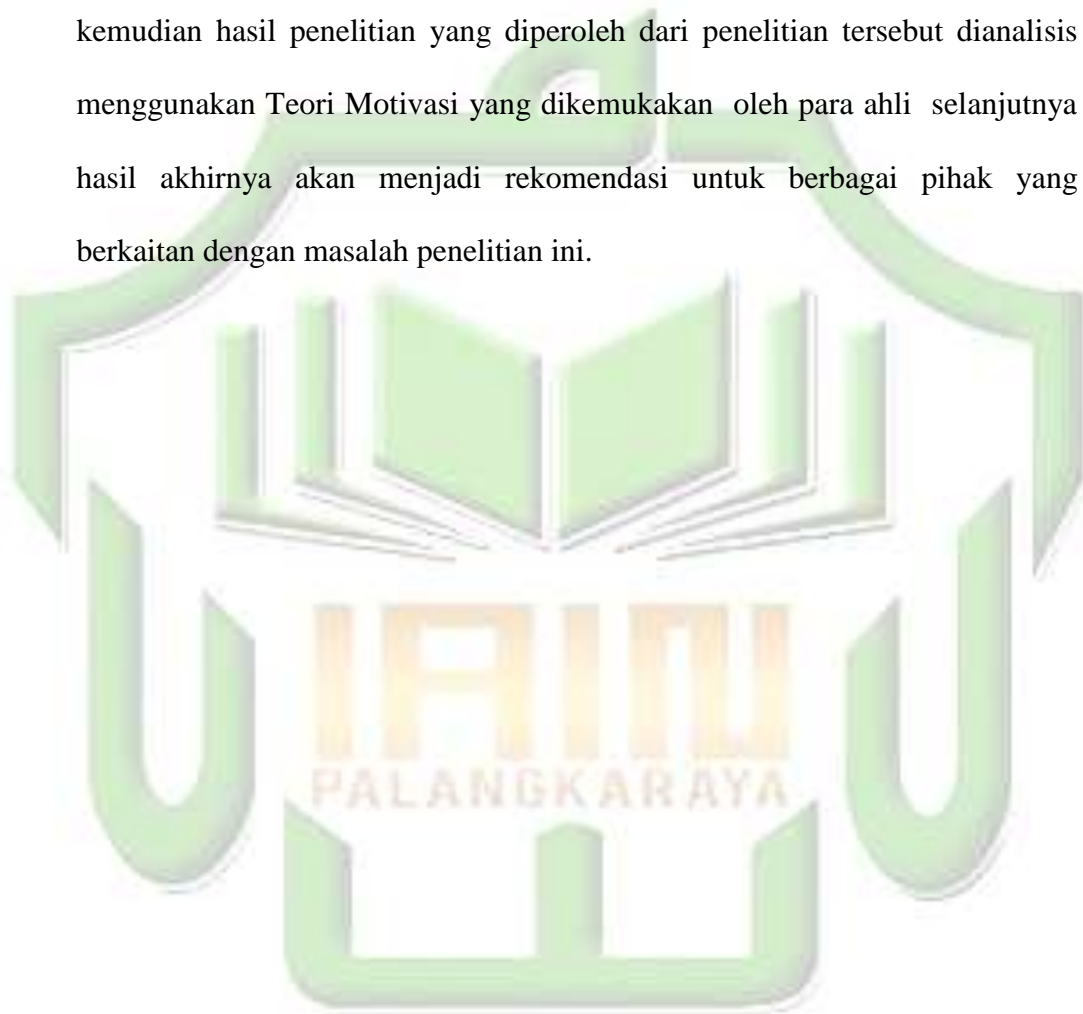 kemudian hasil penelitian yang diperoleh dari penelitian tersebut dianalisis
menggunakan Teori Motivasi yang dikemukakan oleh para ahli selanjutnya
hasil akhirnya akan menjadi rekomendasi untuk berbagai pihak yang
berkaitan dengan masalah penelitian ini.
IAIN
PALANGKARAYA